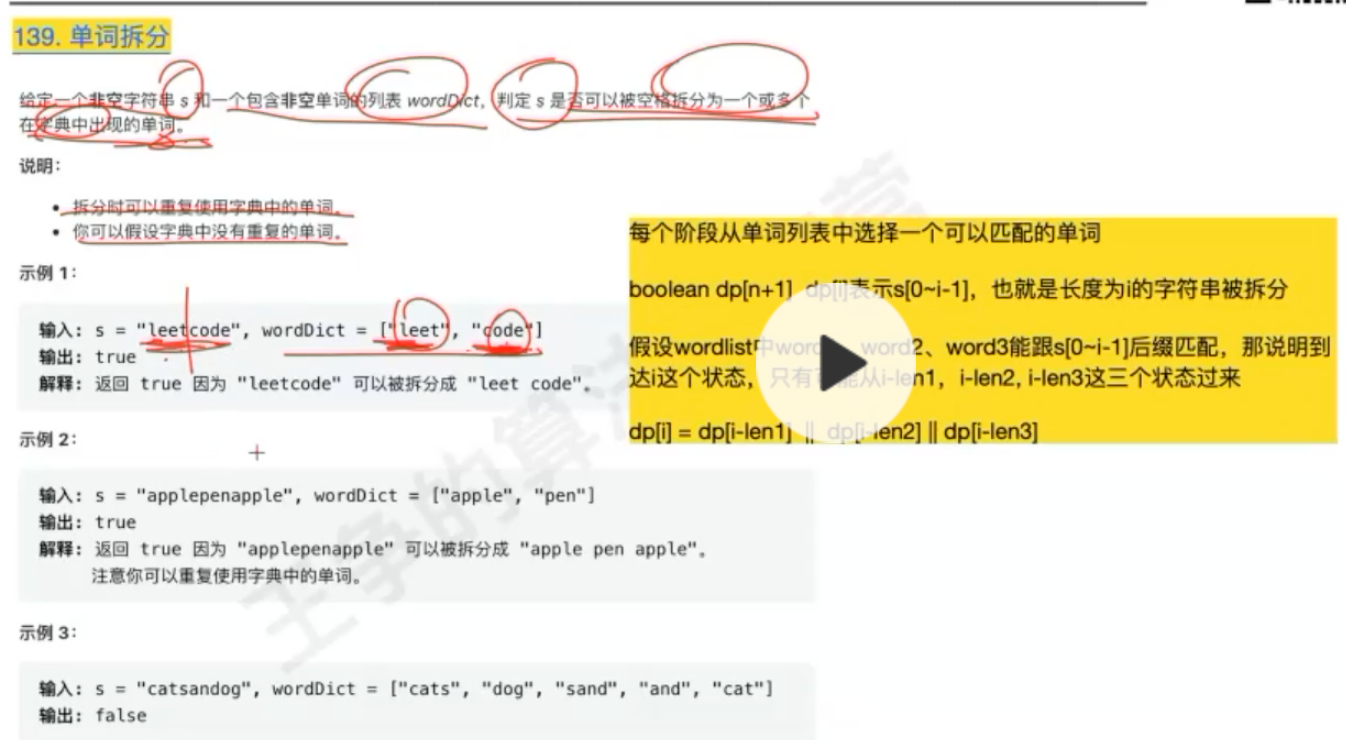 139. 单词拆分
给定一个非空字符串 s 和一个包含非空单词的列表 wordDict，判定 s 是否可以被空格拆分为一个或多个
在字典中出现的单词。
说明：
• 拆分时可以重复使用字典中的单词。
• 你可以假设字典中没有重复的单词。
示例 1：
输入: s = "leetcode", wordDict = ["leet", "code"]
输出: true
解释: 返回 true 因为 "leetcode" 可以被拆分成 "leet code"。
示例 2：
输入: s = "applepenapple", wordDict = ["apple", "pen"]
输出: true
解释: 返回 true 因为 "applepenapple" 可以被拆分成 "apple pen apple"。
注意你可以重复使用字典中的单词。
示例 3：
输入: s = "catsandog", wordDict = ["cats", "dog", "sand", "and", "cat"]
输出: false
每个阶段从单词列表中选择一个可以匹配的单词
boolean dp[n+1] dp[i]表示s[0~i-1]，也就是长度为i的字符串被拆分
假设wordlist中word word2、word3能跟s[0~i-1]后缀匹配，那说明到
达i这个状态，只有可能从i-len1，i-len2, i-len3这三个状态过来
dp[i] = dp[i-len1] || dp[i-len2] || dp[i-len3]
王争的算法 营